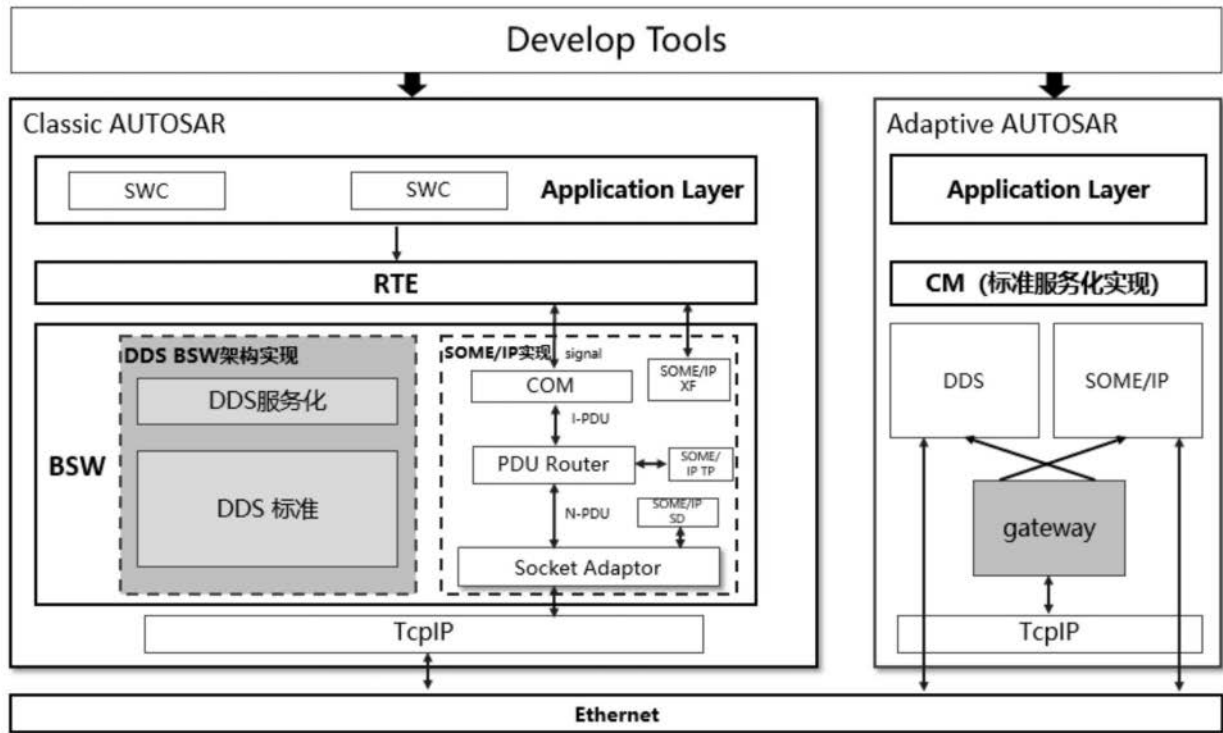 Develop Tools
Classic AUTOSAR
SWC
SWC
Application Layer
RTE
BSW
DDS BSW架构实现
DDS服务化
DDS 标准
SOME/IP实现
signal
COM
SOME/IP
XF
I-PDU
PDU Router
SOME/
IP TP
N-PDU
SOME/IP
SD
Socket Adaptor
TcpIP
Adaptive AUTOSAR
Application Layer
CM (标准服务化实现)
DDS
SOME/IP
gateway
TcpIP
Ethernet